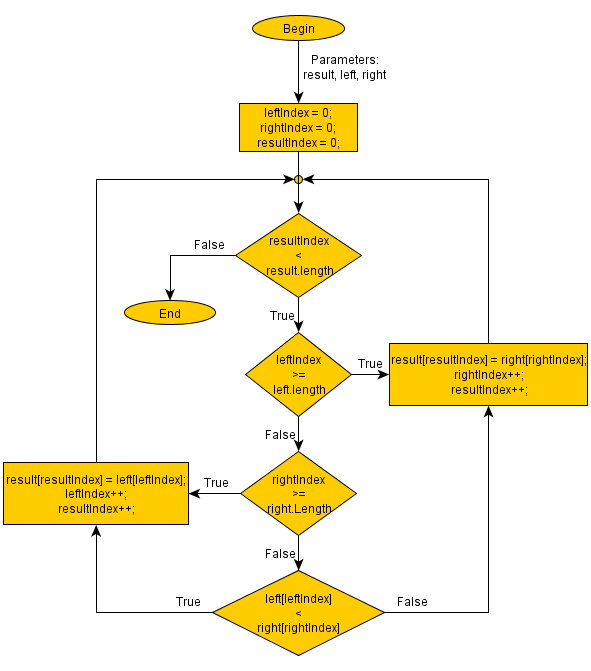 Begin
Parameters:
result, left, right
leftIndex = 0;
rightIndex = 0;
resultIndex = 0;
resultIndex
<
result.length
False
End
True
leftIndex
>=
left.length
True
result[resultIndex] = right[rightIndex];
rightIndex++;
resultIndex++;
False
rightIndex
>=
right.Length
True
result[resultIndex] = left[leftIndex];
leftIndex++;
resultIndex++;
False
left[leftIndex]
<
right[rightIndex]
True
False